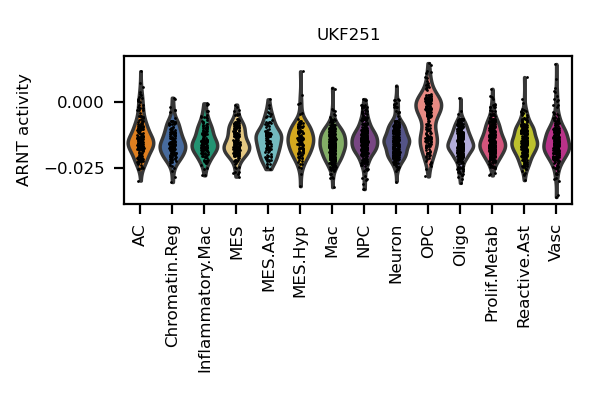 UKF251
ARNT activity
0.000
−0.025
AC
Chromatin.Reg
Inflammatory.Mac
MES
MES.Ast
MES.Hyp
Mac
NPC
Neuron
OPC
Oligo
Prolif.Metab
Reactive.Ast
Vasc